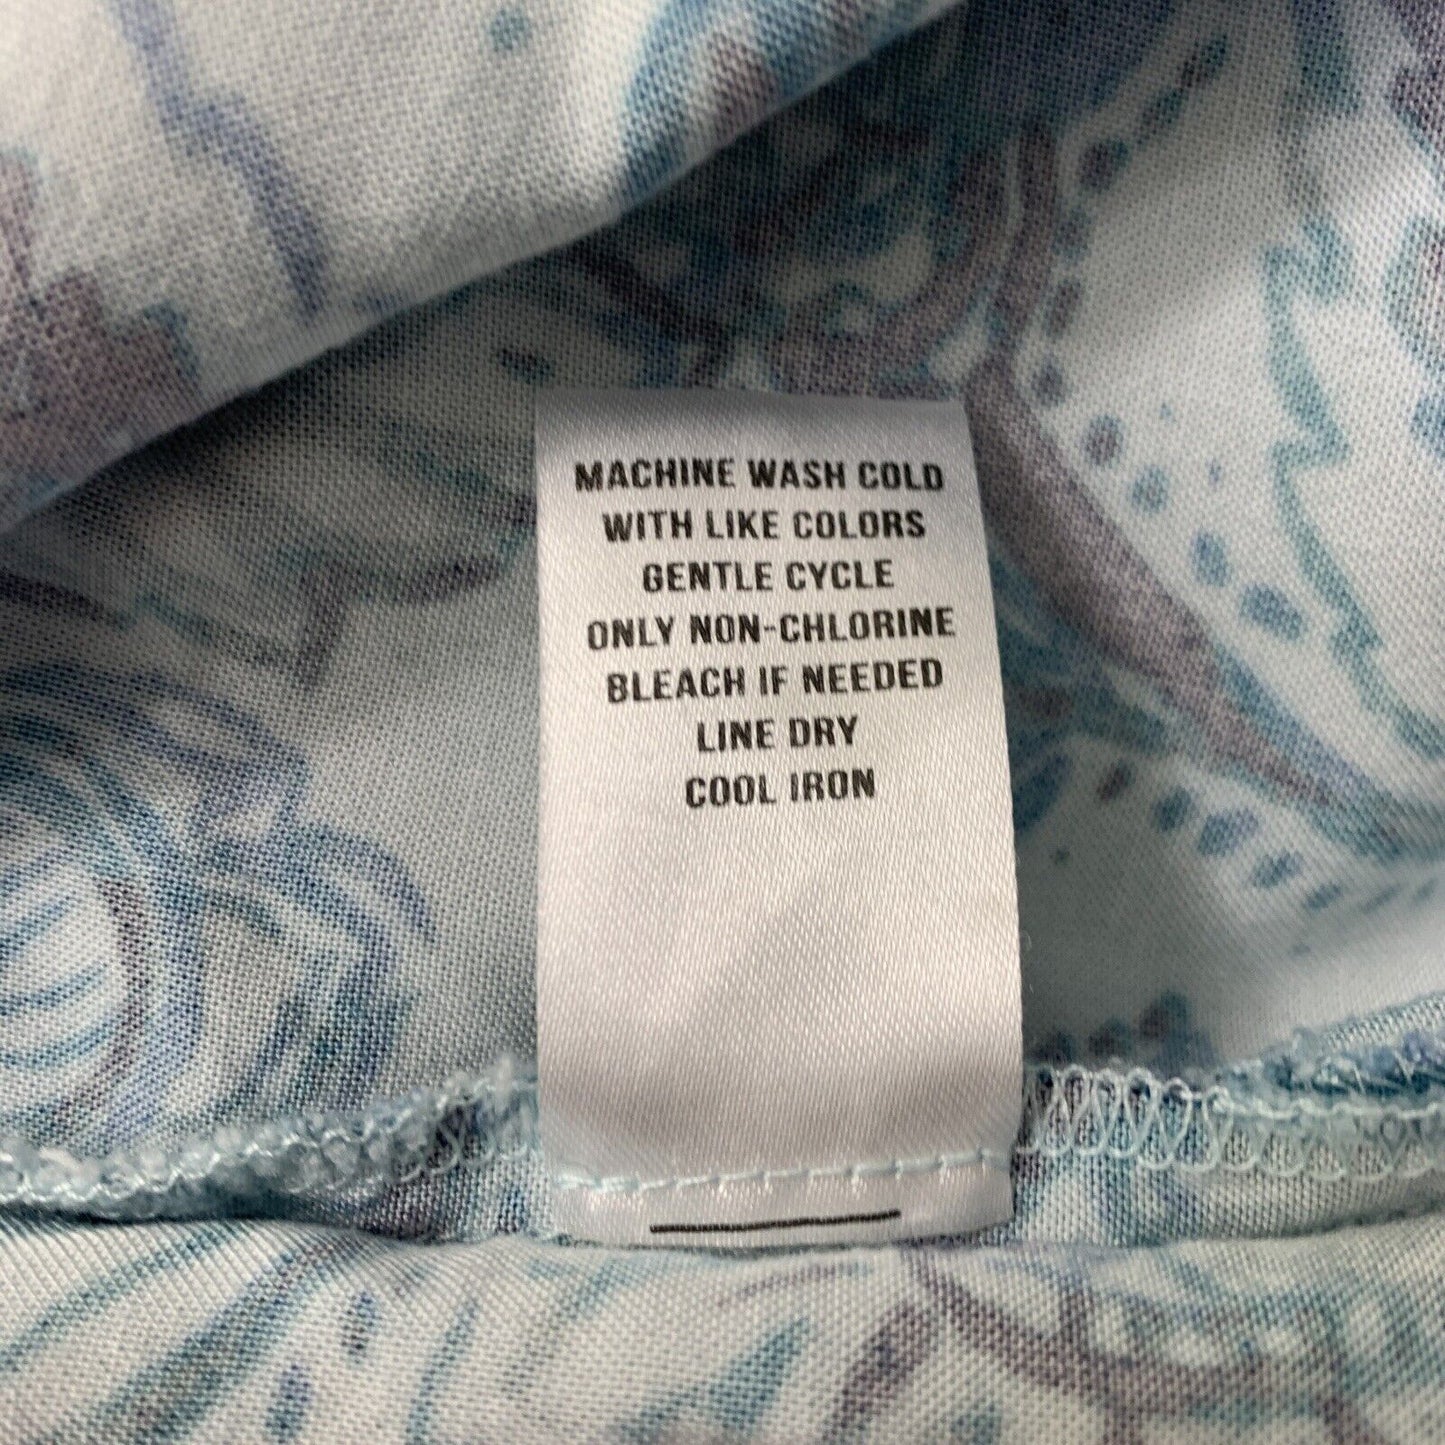 MACHINE WASH COLD
WITH LIKE COLORS
GENTLE CYCLE
ONLY NON-CHLORINE
BLEACH IF NEEDED
LINE DRY
COOL IRON